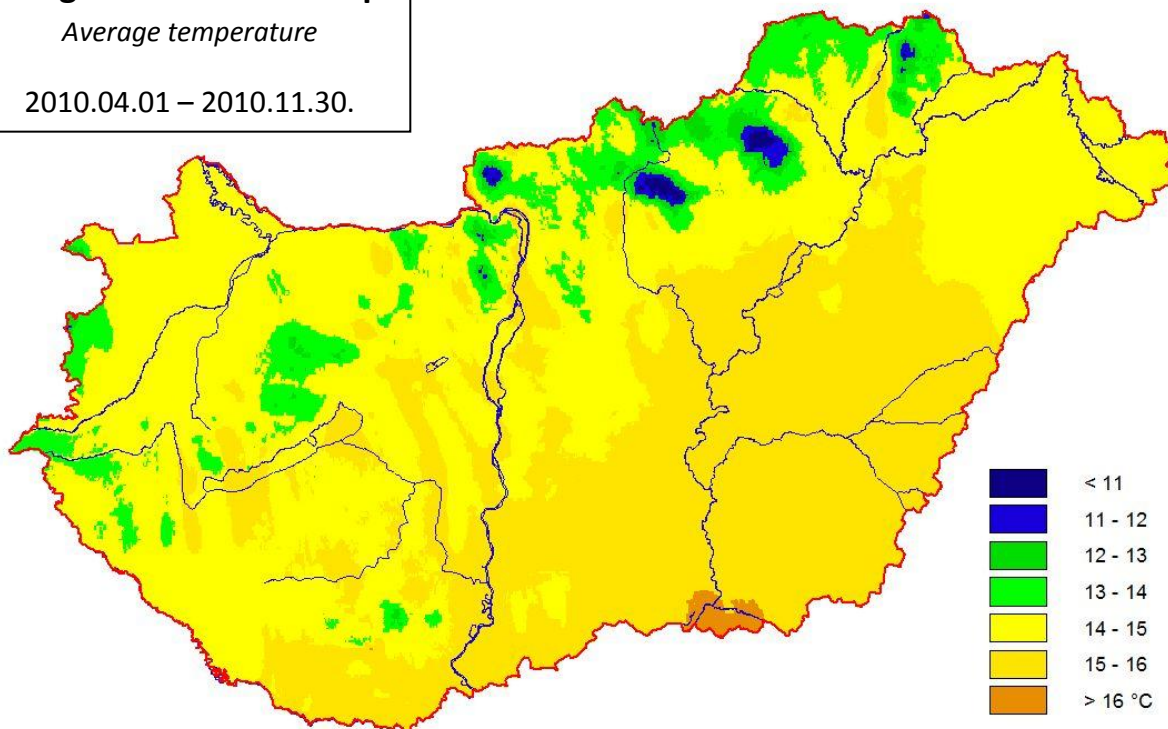 Average temperature
2010.04.01 – 2010.11.30.
< 11
11 - 12
12 - 13
13 - 14
14 - 15
15 - 16
> 16 °C